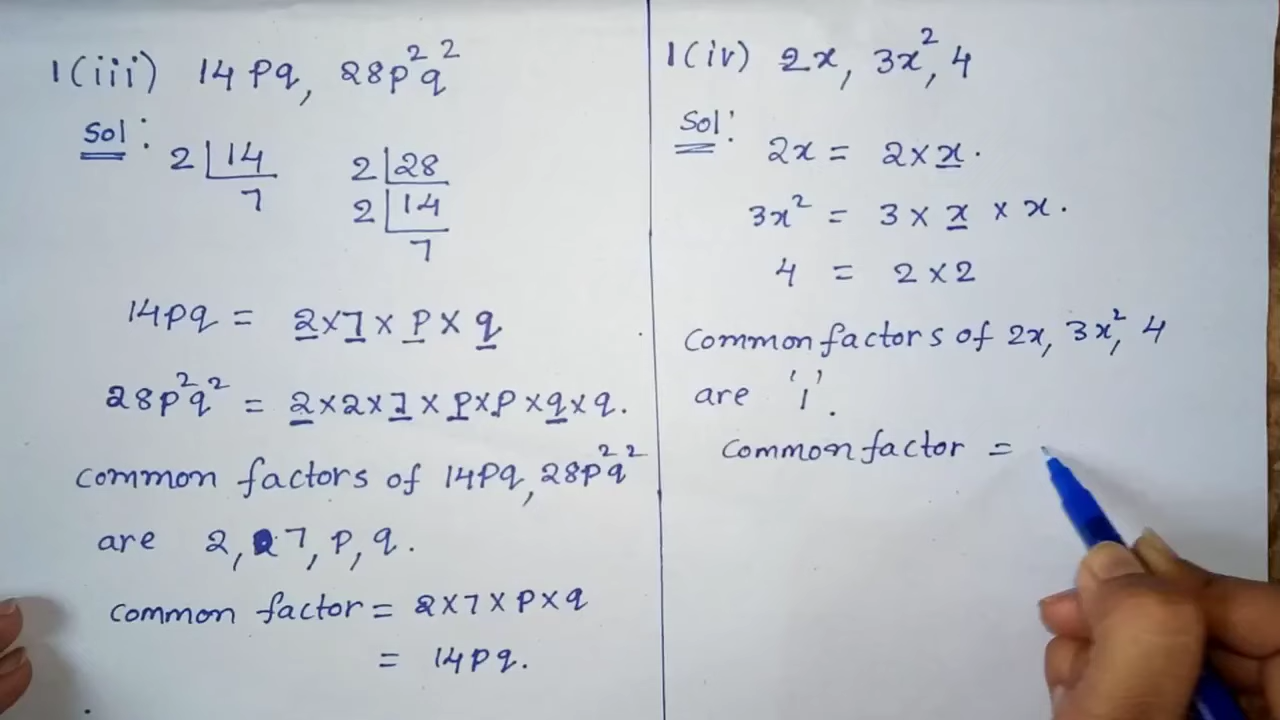 1(iii) 14pq, 28p²q²
Sol:
2 14
7
2 28
2 14
7
14pq = 2×7×p×q
28p²q² = 2×2×7×p×p×q×q.
Common factors of 14pq, 28p²q²
are 2, 7, p, q.
Common factor = 2×7×p×q
= 14pq.
1(iv) 2x, 3x², 4
Sol:
2x = 2×x.
3x² = 3×x×x.
4 = 2×2
Common factors of 2x, 3x², 4
are '1'.
Common factor =